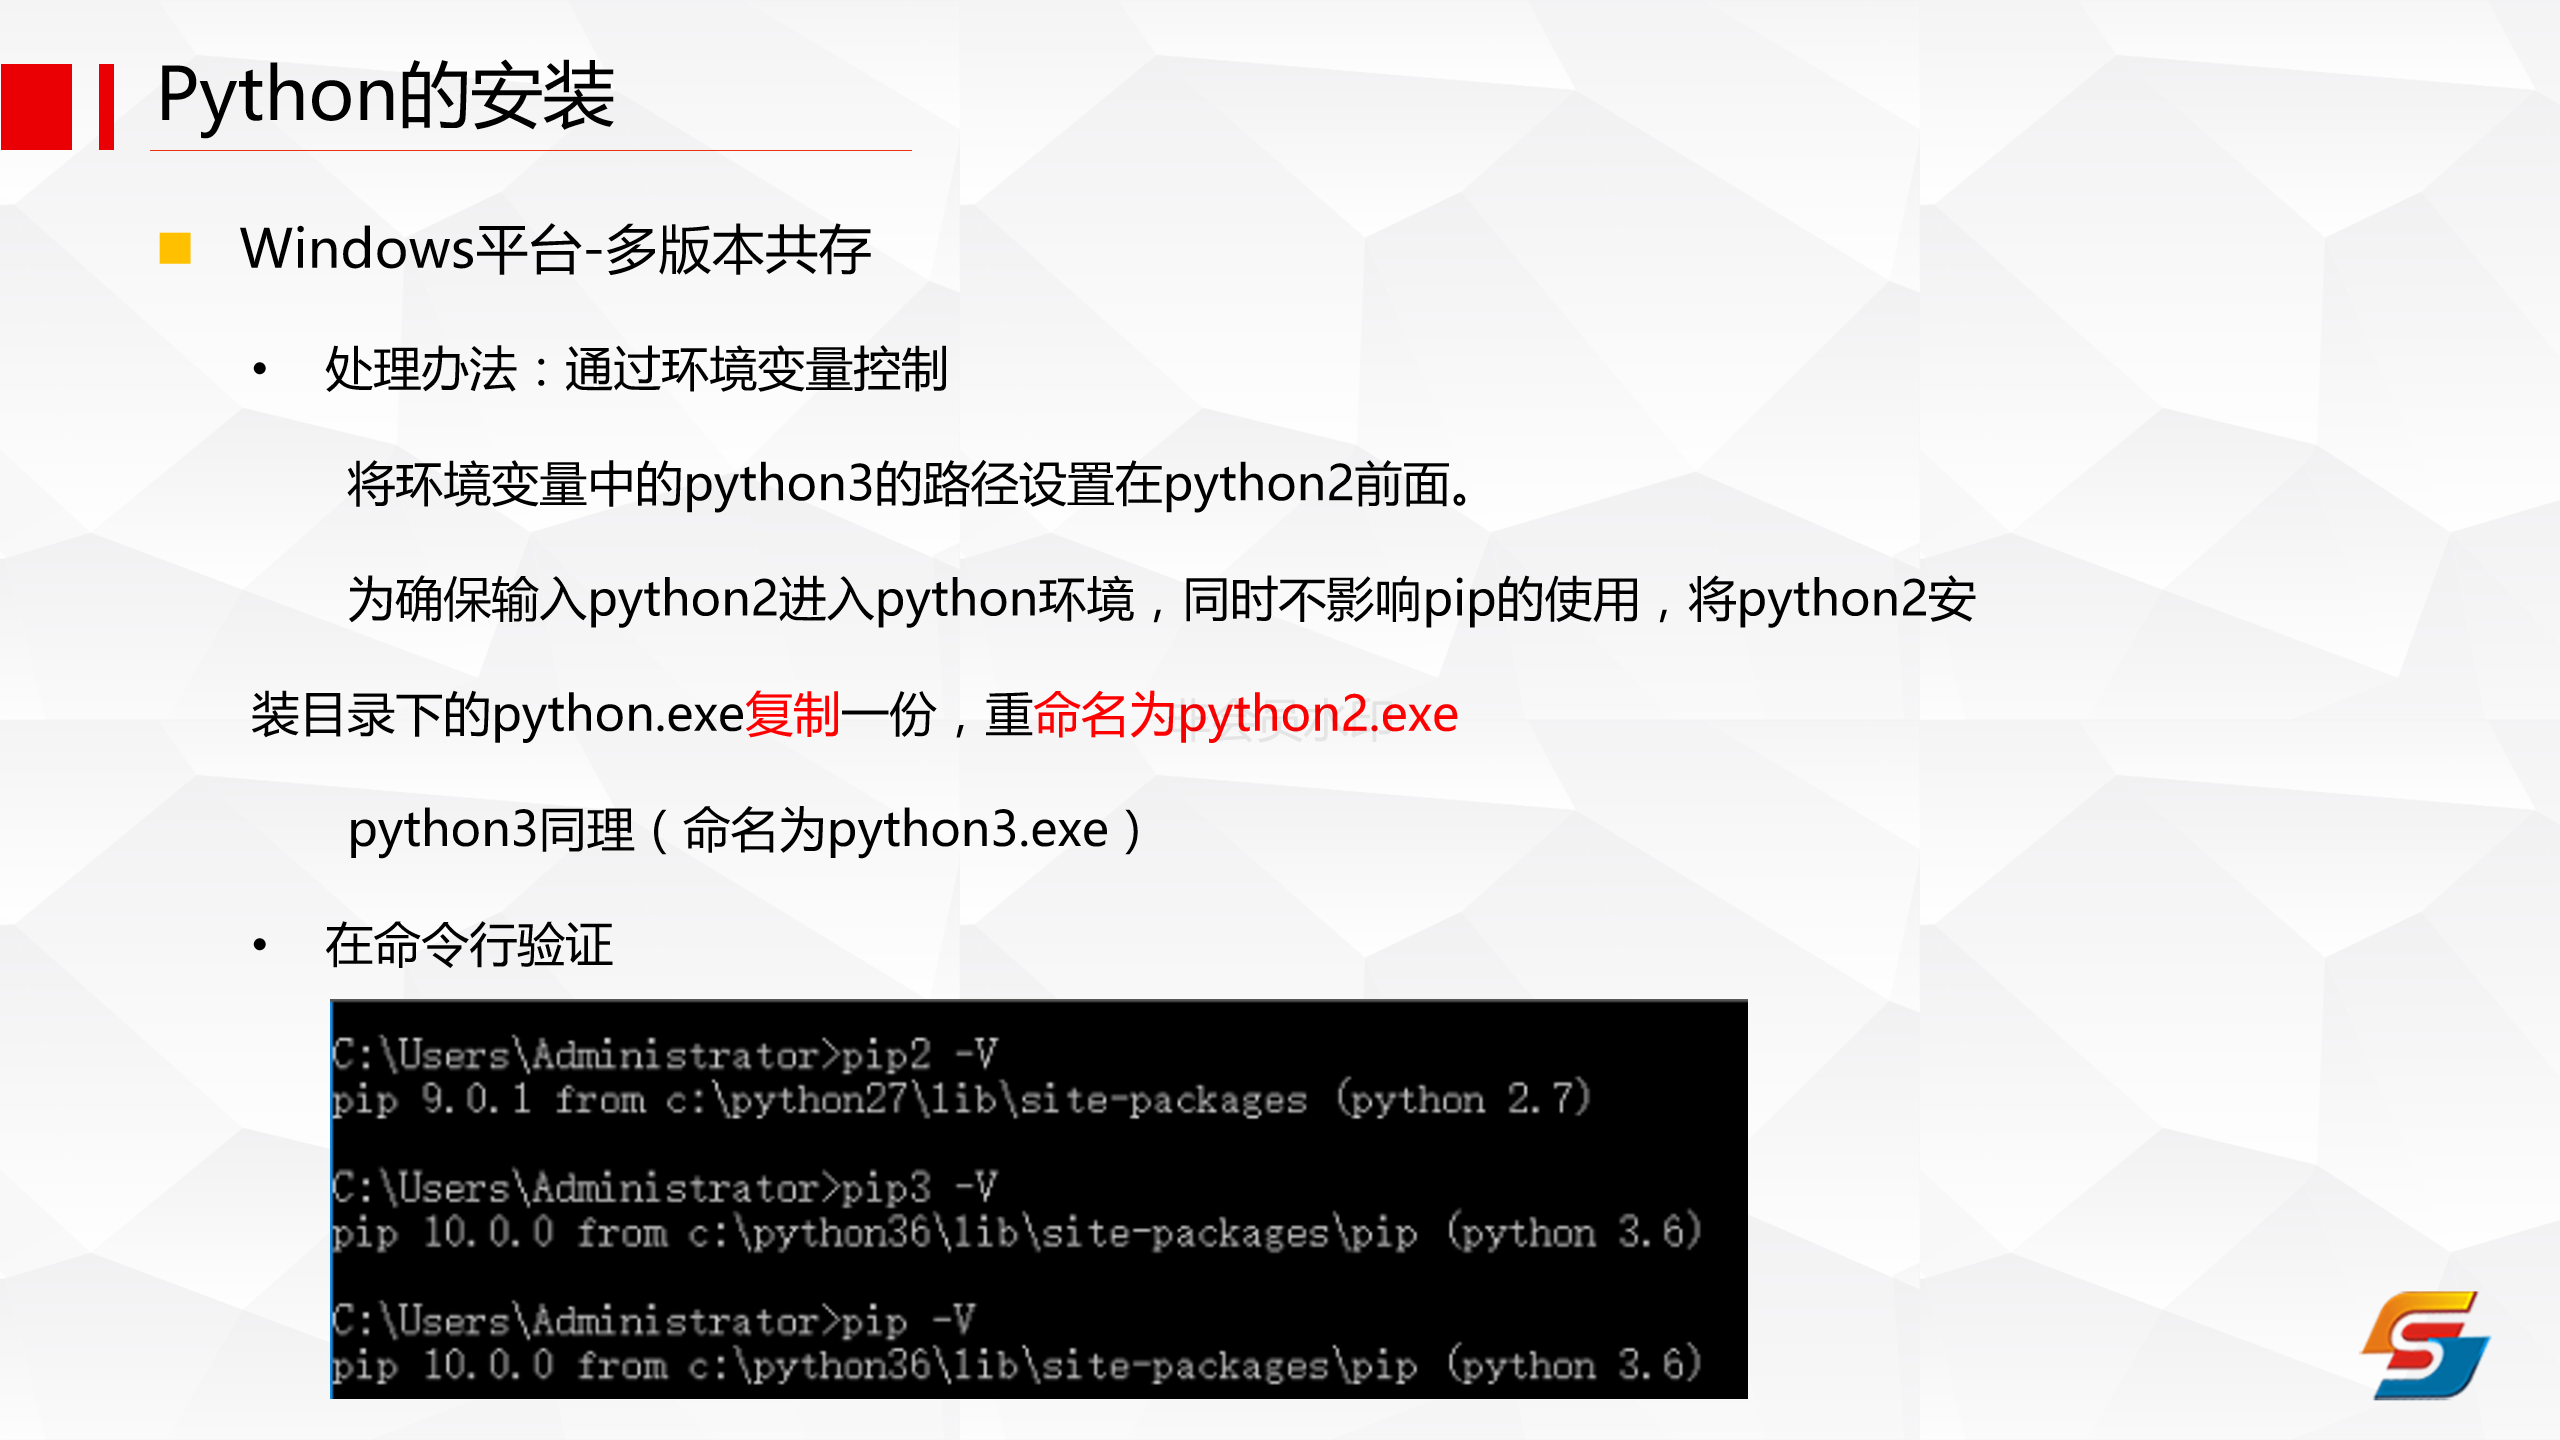 Python的安装
Windows平台-多版本共存
• 处理办法：通过环境变量控制
将环境变量中的python3的路径设置在python2前面。
为确保输入python2进入python环境，同时不影响pip的使用，将python2安
装目录下的python.exe复制一份，重命名为python2.exe
python3同理（命名为python3.exe）
• 在命令行验证
C:\Users\Administrator>pip2 -V
pip 9.0.1 from c:\python27\lib\site-packages (python 2.7)
C:\Users\Administrator>pip3 -V
pip 10.0.0 from c:\python36\lib\site-packages\pip (python 3.6)
C:\Users\Administrator>pip -V
pip 10.0.0 from c:\python36\lib\site-packages\pip (python 3.6)